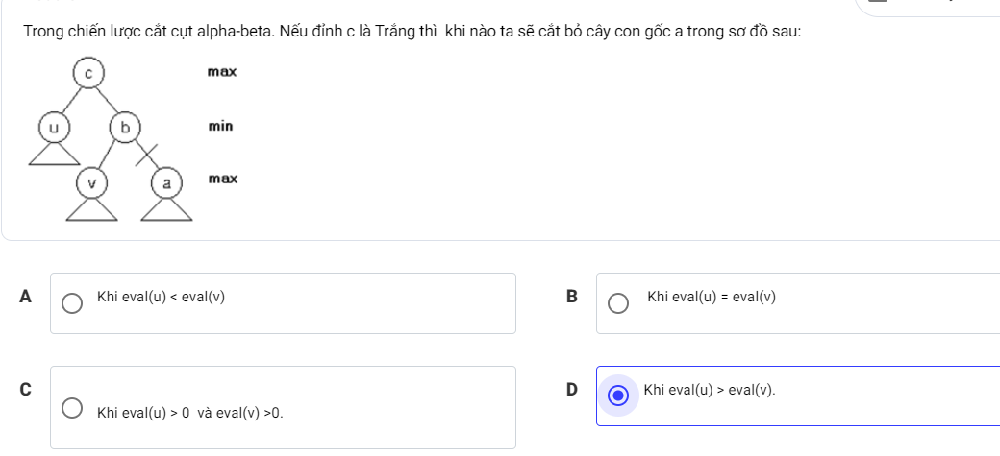 Trong chiến lược cắt cụt alpha-beta. Nếu đỉnh c là Trắng thì khi nào ta sẽ cắt bỏ cây con gốc a trong sơ đồ sau:
c max
u b min
v a max
A Khi eval(u) < eval(v)
B Khi eval(u) = eval(v)
C Khi eval(u) > 0 và eval(v) >0.
D Khi eval(u) > eval(v).